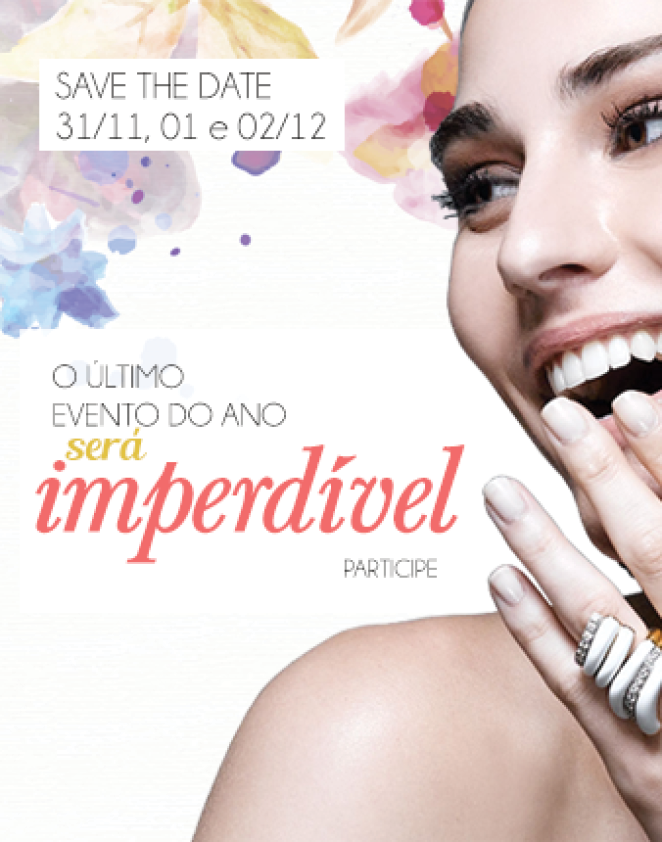 SAVE THE DATE
31/11, 01 e 02/12
O ÚLTIMO
EVENTO DO ANO
será
imperdível
PARTICIPE